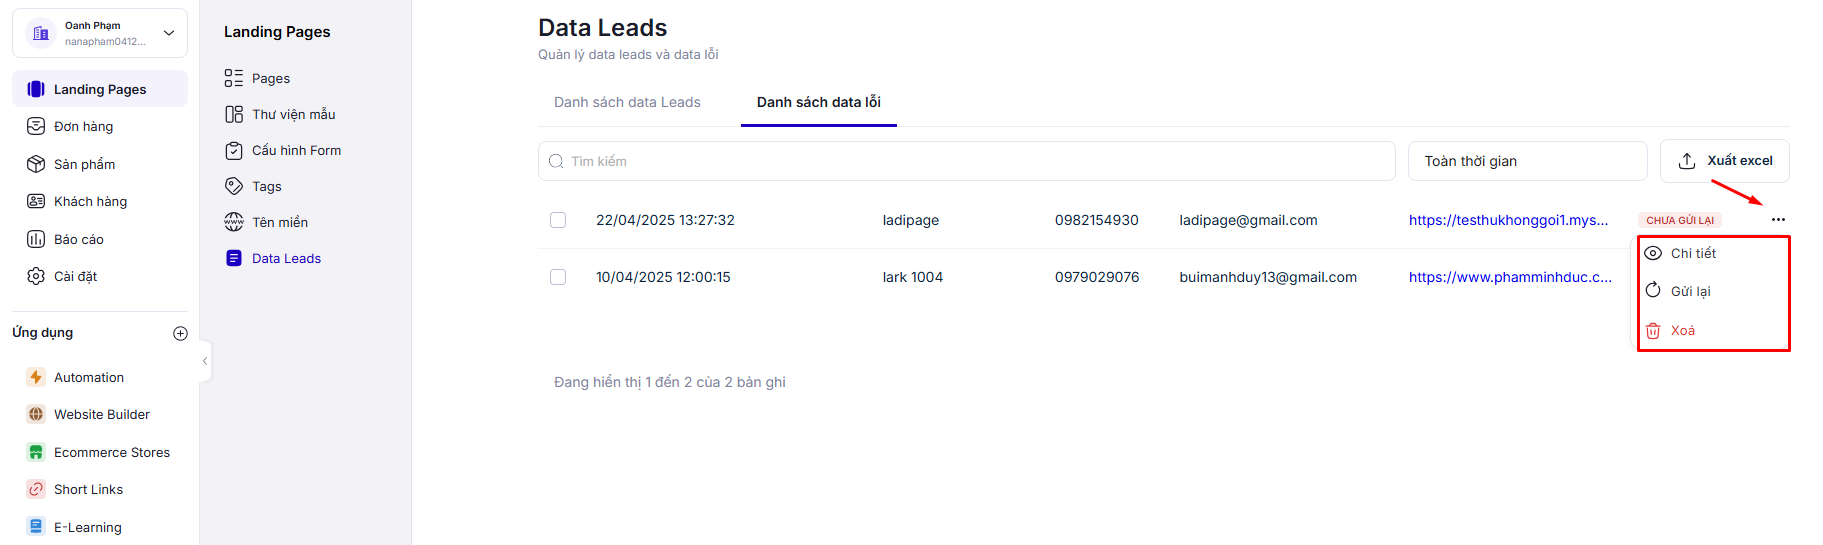 Oanh Phạm
nanapham0412...
Landing Pages
Đơn hàng
Sản phẩm
Khách hàng
Báo cáo
Cài đặt
Ứng dụng
Automation
Website Builder
Ecommerce Stores
Short Links
E-Learning
Landing Pages
Pages
Thư viện mẫu
Cấu hình Form
Tags
Tên miền
Data Leads
Data Leads
Quản lý data leads và data lỗi
Danh sách data Leads Danh sách data lỗi
Tìm kiếm Toàn thời gian Xuất excel
22/04/2025 13:27:32 ladipage 0982154930 ladipage@gmail.com https://testhukhonggoi1.mys... CHƯA GỬI LẠI
10/04/2025 12:00:15 lark 1004 0979029076 buimanhduy13@gmail.com https://www.phamminhduc.c...
Chi tiết
Gửi lại
Xoá
Đang hiển thị 1 đến 2 của 2 bản ghi